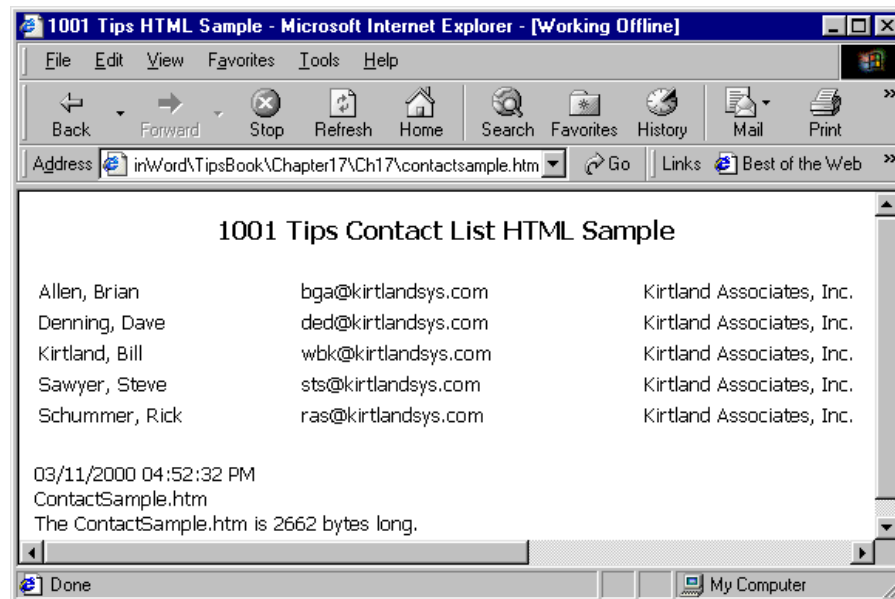 1001 Tips HTML Sample - Microsoft Internet Explorer - [Working Offline]
File Edit View Favorites Tools Help
Back Forward Stop Refresh Home Search Favorites History Mail Print »
Address inWord\TipsBook\Chapter17\Ch17\contactsample.htm Go Links Best of the Web »
1001 Tips Contact List HTML Sample
Allen, Brian bga@kirtlandsys.com Kirtland Associates, Inc.
Denning, Dave ded@kirtlandsys.com Kirtland Associates, Inc.
Kirtland, Bill wbk@kirtlandsys.com Kirtland Associates, Inc.
Sawyer, Steve sts@kirtlandsys.com Kirtland Associates, Inc.
Schummer, Rick ras@kirtlandsys.com Kirtland Associates, Inc.
03/11/2000 04:52:32 PM
ContactSample.htm
The ContactSample.htm is 2662 bytes long.
Done My Computer